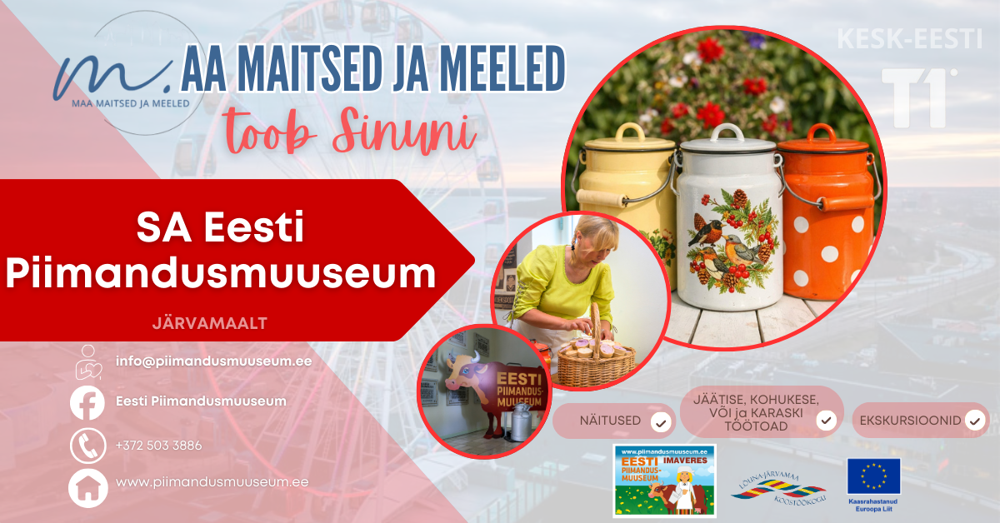 m.
MAA MAITSED JA MEELED
AA MAITSED JA MEELED
toob Sinuni
KESK-EESTI
T1
SA Eesti
Piimandusmuuseum
JÄRVAMAALT
info@piimandusmuuseum.ee
Eesti Piimandusmuuseum
+372 503 3886
www.piimandusmuuseum.ee
EESTI
PIIMANDUS-
MUUSEUM
NÄITUSED
JÄÄTISE, KOHUKESE,
VÕI ja KARASKI
TÖÖTOAD
EKSKURSIOONID
www.piimandusmuuseum.ee
EESTI IMAVERES
PIIMANDUS-
MUUSEUM
LÕUNA-JÄRVAMAA
KOOSTÖÖKOGU
Kaasrahastanud
Euroopa Liit